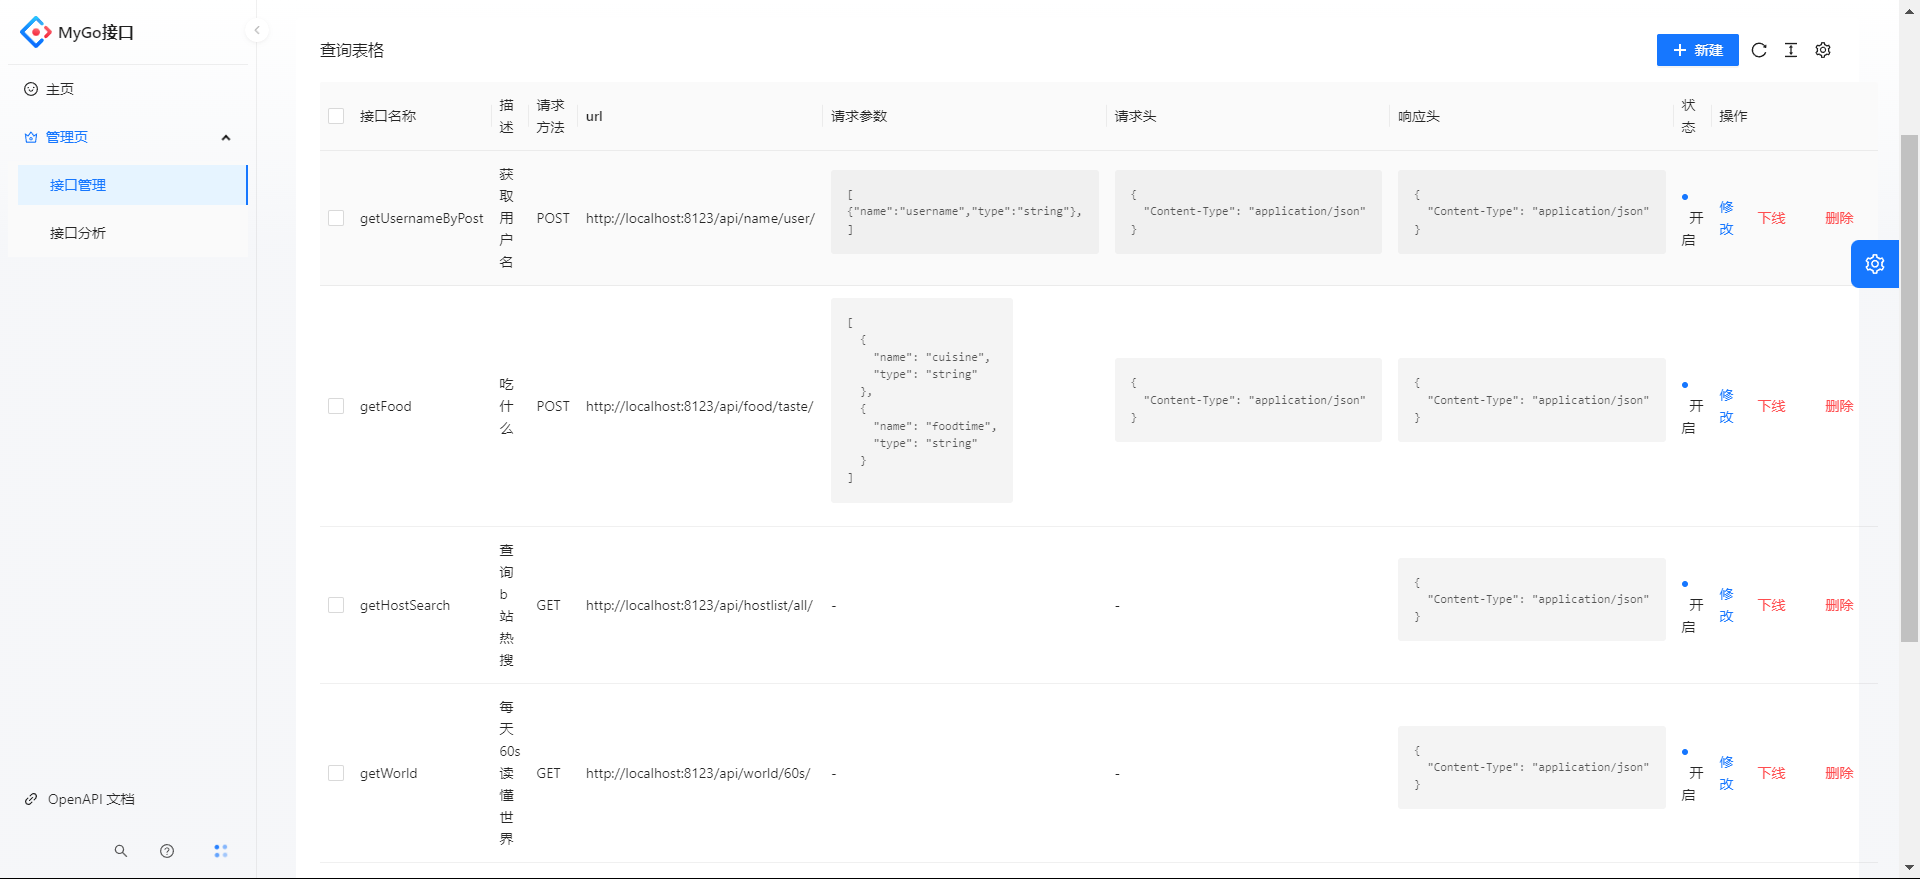 MyGo接口
主页
管理页
接口管理
接口分析
OpenAPI 文档
查询表格
新建
接口名称
描
述
请求
方法
url
请求参数
请求头
响应头
状
态
操作
getUsernameByPost
获
取
用
户
名
POST
http://localhost:8123/api/name/user/
[
{"name":"username","type":"string"},
]
{
"Content-Type": "application/json"
}
{
"Content-Type": "application/json"
}
开
启
修
改
下线
删除
getFood
吃
什
么
POST
http://localhost:8123/api/food/taste/
[
{
"name": "cuisine",
"type": "string"
},
{
"name": "foodtime",
"type": "string"
}
]
{
"Content-Type": "application/json"
}
{
"Content-Type": "application/json"
}
开
启
修
改
下线
删除
getHostSearch
查
询
b
站
热
搜
GET
http://localhost:8123/api/hostlist/all/
-
-
{
"Content-Type": "application/json"
}
开
启
修
改
下线
删除
getWorld
每
天
60s
读
懂
世
界
GET
http://localhost:8123/api/world/60s/
-
-
{
"Content-Type": "application/json"
}
开
启
修
改
下线
删除